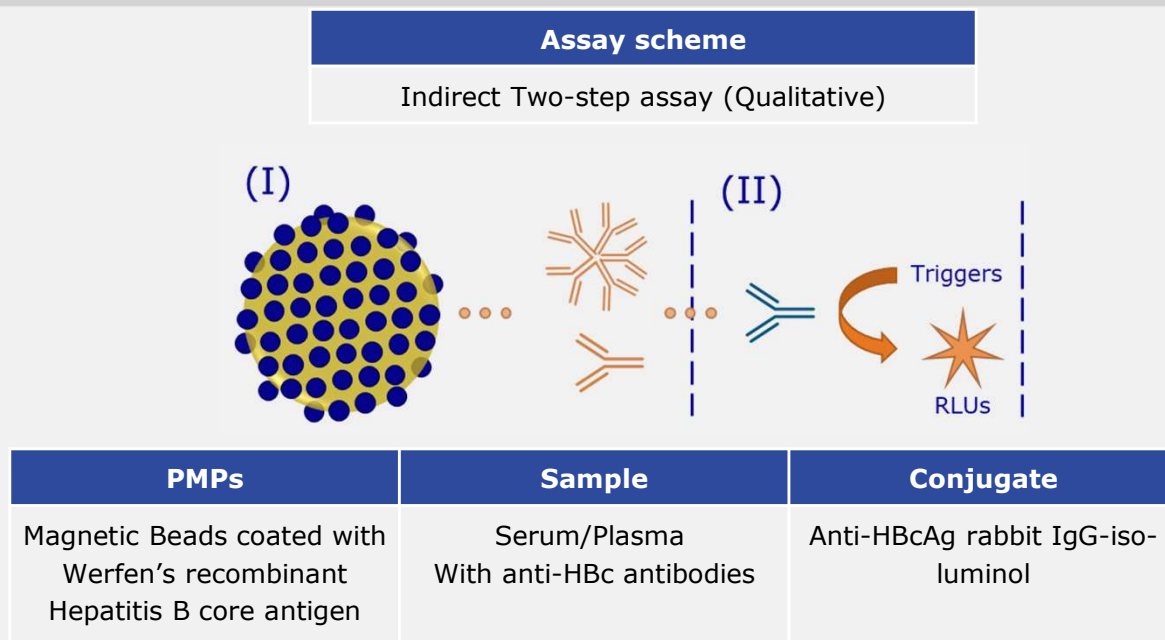 Assay scheme
Indirect Two-step assay (Qualitative)
(I)
(II)
Triggers
RLUs
PMPs
Sample
Conjugate
Magnetic Beads coated with
Werfen’s recombinant
Hepatitis B core antigen
Serum/Plasma
With anti-HBc antibodies
Anti-HBcAg rabbit IgG-iso-
luminol